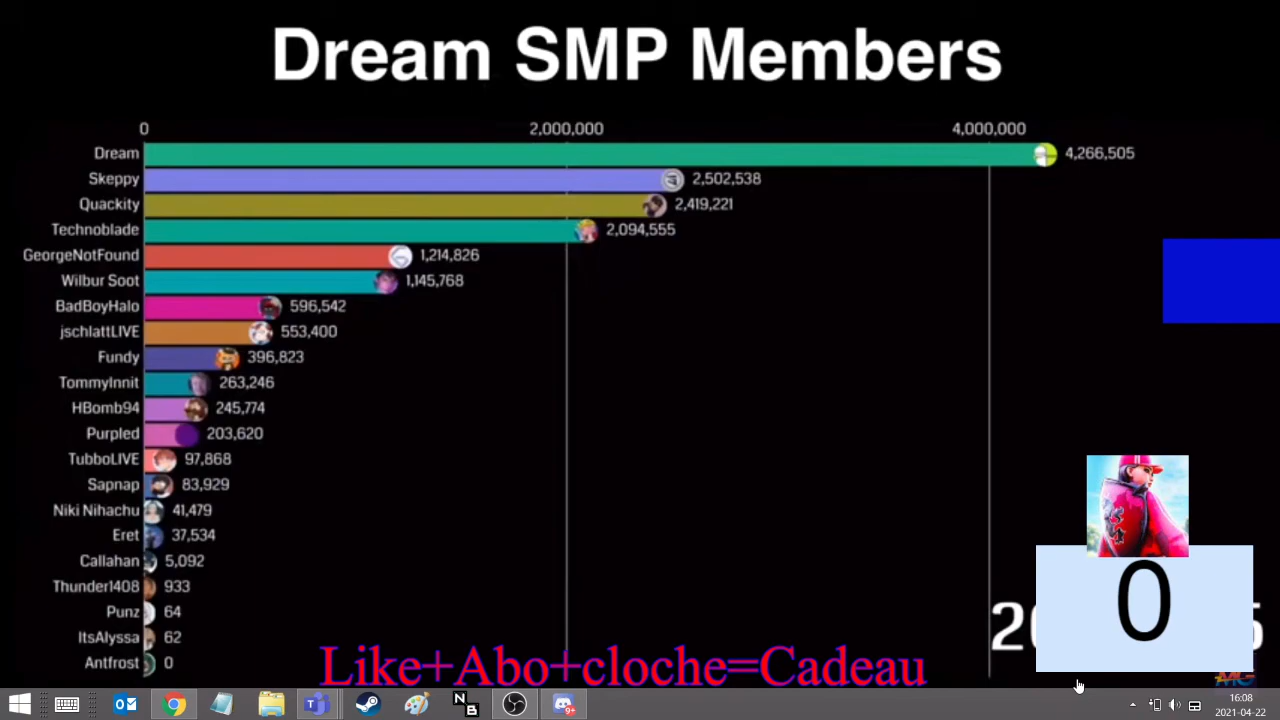 Dream SMP Members
0 2,000,000 4,000,000
Dream 4,266,505
Skeppy 2,502,538
Quackity 2,419,221
Technoblade 2,094,555
GeorgeNotFound 1,214,826
Wilbur Soot 1,145,768
BadBoyHalo 596,542
jschlattLIVE 553,400
Fundy 396,823
TommyInnit 263,246
HBomb94 245,774
Purpled 203,620
TubboLIVE 97,868
Sapnap 83,929
Niki Nihachu 41,479
Eret 37,534
Callahan 5,092
Thunder1408 933
Punz 64
ItsAlyssa 62
Antfrost 0
0
Like+Abo+cloche=Cadeau
MG
N
B
9+
16:08
2021-04-22